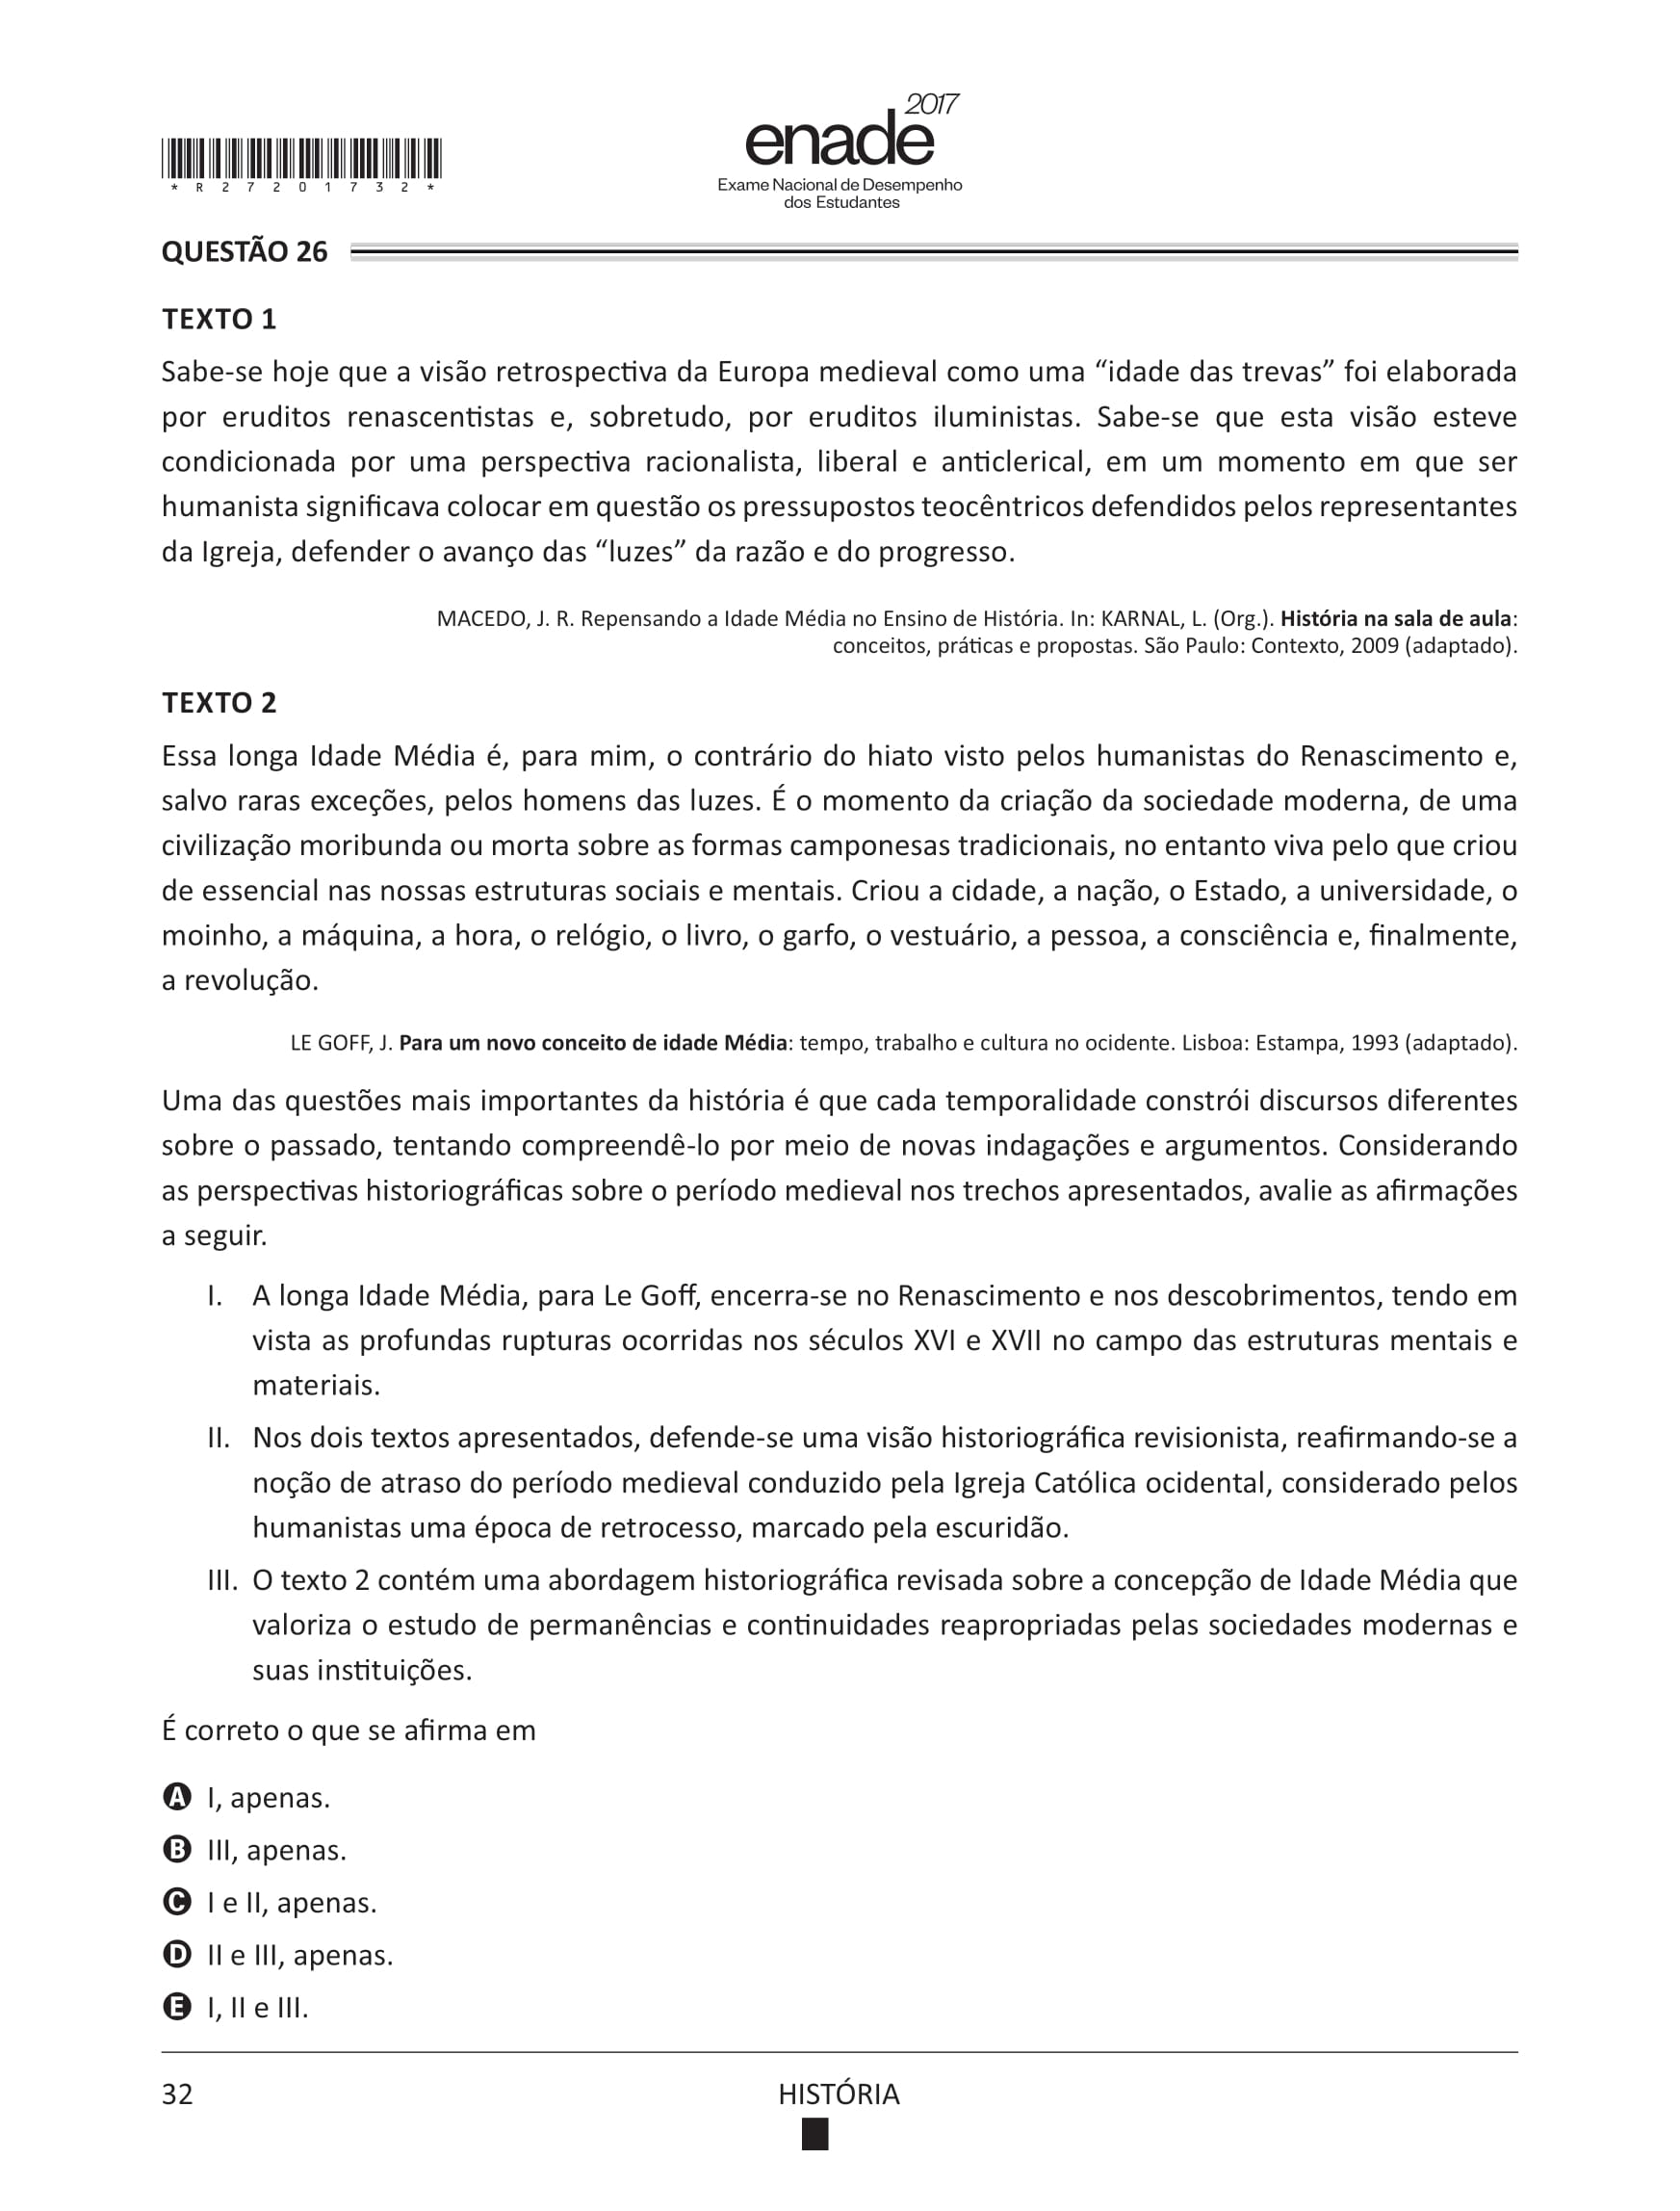 2017
enade
Exame Nacional de Desempenho
dos Estudantes
* R 2 7 2 0 1 7 3 2 *
QUESTÃO 26
TEXTO 1
Sabe-se hoje que a visão retrospectiva da Europa medieval como uma “idade das trevas” foi elaborada
por eruditos renascentistas e, sobretudo, por eruditos iluministas. Sabe-se que esta visão esteve
condicionada por uma perspectiva racionalista, liberal e anticlerical, em um momento em que ser
humanista significava colocar em questão os pressupostos teocêntricos defendidos pelos representantes
da Igreja, defender o avanço das “luzes” da razão e do progresso.
MACEDO, J. R. Repensando a Idade Média no Ensino de História. In: KARNAL, L. (Org.). História na sala de aula:
conceitos, práticas e propostas. São Paulo: Contexto, 2009 (adaptado).
TEXTO 2
Essa longa Idade Média é, para mim, o contrário do hiato visto pelos humanistas do Renascimento e,
salvo raras exceções, pelos homens das luzes. É o momento da criação da sociedade moderna, de uma
civilização moribunda ou morta sobre as formas camponesas tradicionais, no entanto viva pelo que criou
de essencial nas nossas estruturas sociais e mentais. Criou a cidade, a nação, o Estado, a universidade, o
moinho, a máquina, a hora, o relógio, o livro, o garfo, o vestuário, a pessoa, a consciência e, finalmente,
a revolução.
LE GOFF, J. Para um novo conceito de idade Média: tempo, trabalho e cultura no ocidente. Lisboa: Estampa, 1993 (adaptado).
Uma das questões mais importantes da história é que cada temporalidade constrói discursos diferentes
sobre o passado, tentando compreendê-lo por meio de novas indagações e argumentos. Considerando
as perspectivas historiográficas sobre o período medieval nos trechos apresentados, avalie as afirmações
a seguir.
I. A longa Idade Média, para Le Goff, encerra-se no Renascimento e nos descobrimentos, tendo em
vista as profundas rupturas ocorridas nos séculos XVI e XVII no campo das estruturas mentais e
materiais.
II. Nos dois textos apresentados, defende-se uma visão historiográfica revisionista, reafirmando-se a
noção de atraso do período medieval conduzido pela Igreja Católica ocidental, considerado pelos
humanistas uma época de retrocesso, marcado pela escuridão.
III. O texto 2 contém uma abordagem historiográfica revisada sobre a concepção de Idade Média que
valoriza o estudo de permanências e continuidades reapropriadas pelas sociedades modernas e
suas instituições.
É correto o que se afirma em
A I, apenas.
B III, apenas.
C I e II, apenas.
D II e III, apenas.
E I, II e III.
32
HISTÓRIA